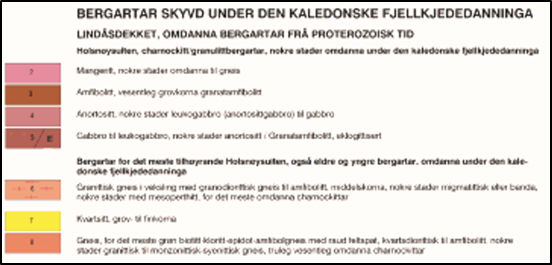 BERGARTAR SKYVD UNDER DEN KALEDONSKE FJELLKJEDEDANNINGA
LINDÅSDEKKET, OMDANNA BERGARTAR FRÅ PROTEROZOISK TID
Holsnøysuiten, charnockitt/granulittbergartar, nokre stader omdanna under den kaledonske fjellkjededanninga
2 Mangeritt, nokre stader omdanna til gneis
3 Amfibolitt, vesentleg grovkorna granatamfibolitt
4 Anortositt, nokre stader leukogabbro (anortosittgabbro) til gabbro
5 E Gabbro til leukogabbro, nokre stader anortositt / Granatamfibolitt, eklogittisert
Bergartar for det meste tilhøyrande Holsnøysuiten, også eldre og yngre bergartar, omdanna under den kale-
donske fjellkjededanninga
6 Granittisk gneis i veksling med granodiorittisk gneis til amfibolitt, middelskorna, nokre stader migmatittisk eller banda,
nokre stader med mesoperthitt, for det meste omdanna charnockittar
7 Kvartsitt, grov- til finkorna
8 Gneis, for det meste grøn biotitt-kloritt-epidot-amfibolgneis med raud feltspat, kvartsdiorittisk til amfibolitt, nokre
stader granittisk til monzonittisk-syenittisk gneis, truleg vesentleg omdanna charnockittar